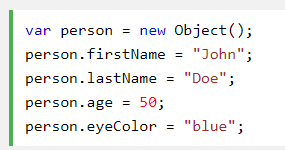 var person = new Object();
person.firstName = "John";
person.lastName = "Doe";
person.age = 50;
person.eyeColor = "blue";